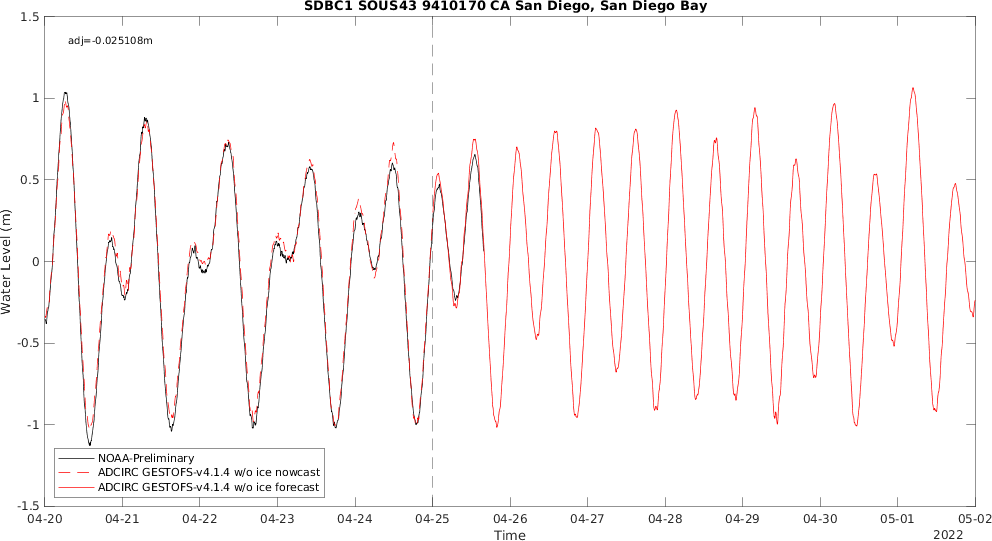 SDBC1 SOUS43 9410170 CA San Diego, San Diego Bay
1.5
adj=-0.025108m
1
0.5
0
-0.5
-1
-1.5
Water Level (m)
NOAA-Preliminary
ADCIRC GESTOFS-v4.1.4 w/o ice nowcast
ADCIRC GESTOFS-v4.1.4 w/o ice forecast
04-20 04-21 04-22 04-23 04-24 04-25 04-26 04-27 04-28 04-29 04-30 05-01 05-02
Time
2022